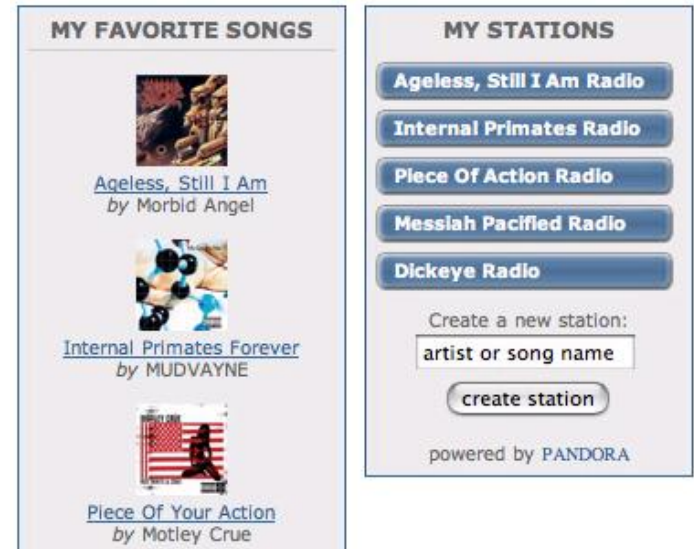 MY FAVORITE SONGS
Ageless, Still I Am
by Morbid Angel
Internal Primates Forever
by MUDVAYNE
Piece Of Your Action
by Motley Crue
MY STATIONS
Ageless, Still I Am Radio
Internal Primates Radio
Piece Of Action Radio
Messiah Pacified Radio
Dickeye Radio
Create a new station:
artist or song name
create station
powered by PANDORA